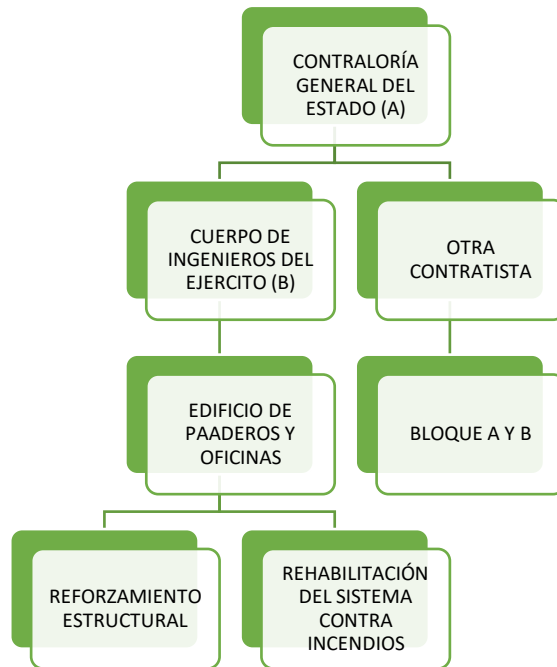 CONTRALORÍA
GENERAL DEL
ESTADO (A)
CUERPO DE
INGENIEROS DEL
EJERCITO (B)
OTRA
CONTRATISTA
EDIFICIO DE
PAADEROS Y
OFICINAS
BLOQUE A Y B
REFORZAMIENTO
ESTRUCTURAL
REHABILITACIÓN
DEL SISTEMA
CONTRA
INCENDIOS